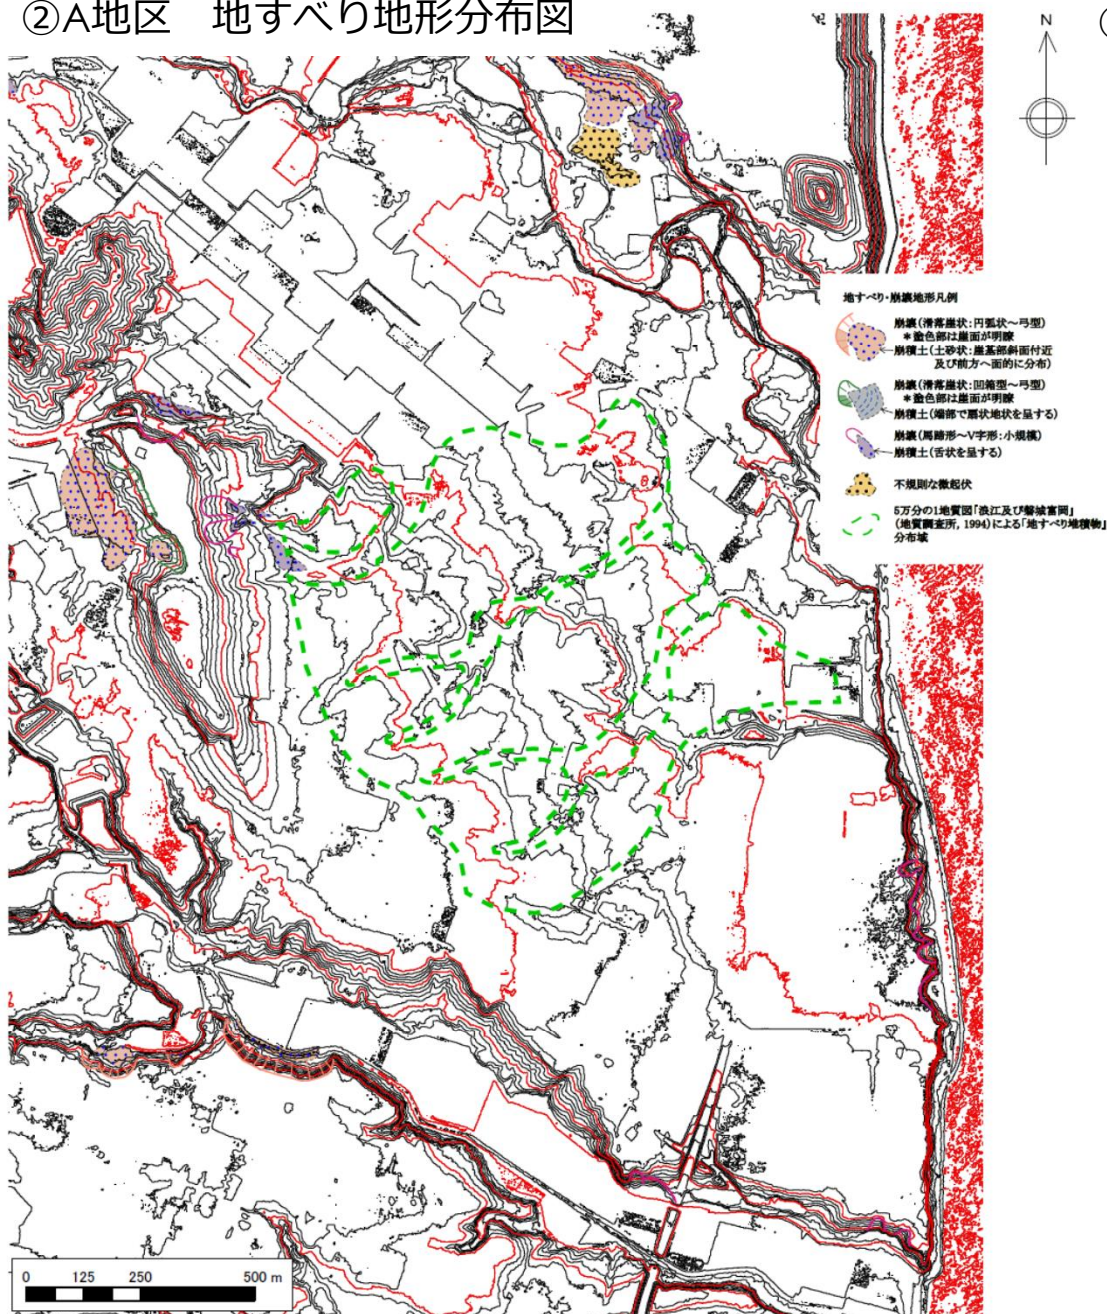 ②A地区 地すべり地形分布図
N
地すべり・崩壊地形凡例
崩壊(滑落崖状:円弧状~弓型)
*塗色部は崖面が明瞭
崩積土(土砂状:崖基部斜面付近
及び前方へ面的に分布)
崩壊(滑落崖状:凹箱型~弓型)
*塗色部は崖面が明瞭
崩積土(端部で扇状地状を呈する)
崩壊(馬蹄形~V字形:小規模)
崩積土(舌状を呈する)
不規則な微起伏
5万分の1地質図「浪江及び磐城富岡」
(地質調査所,1994)による「地すべり堆積物」
分布域
0 125 250 500 m